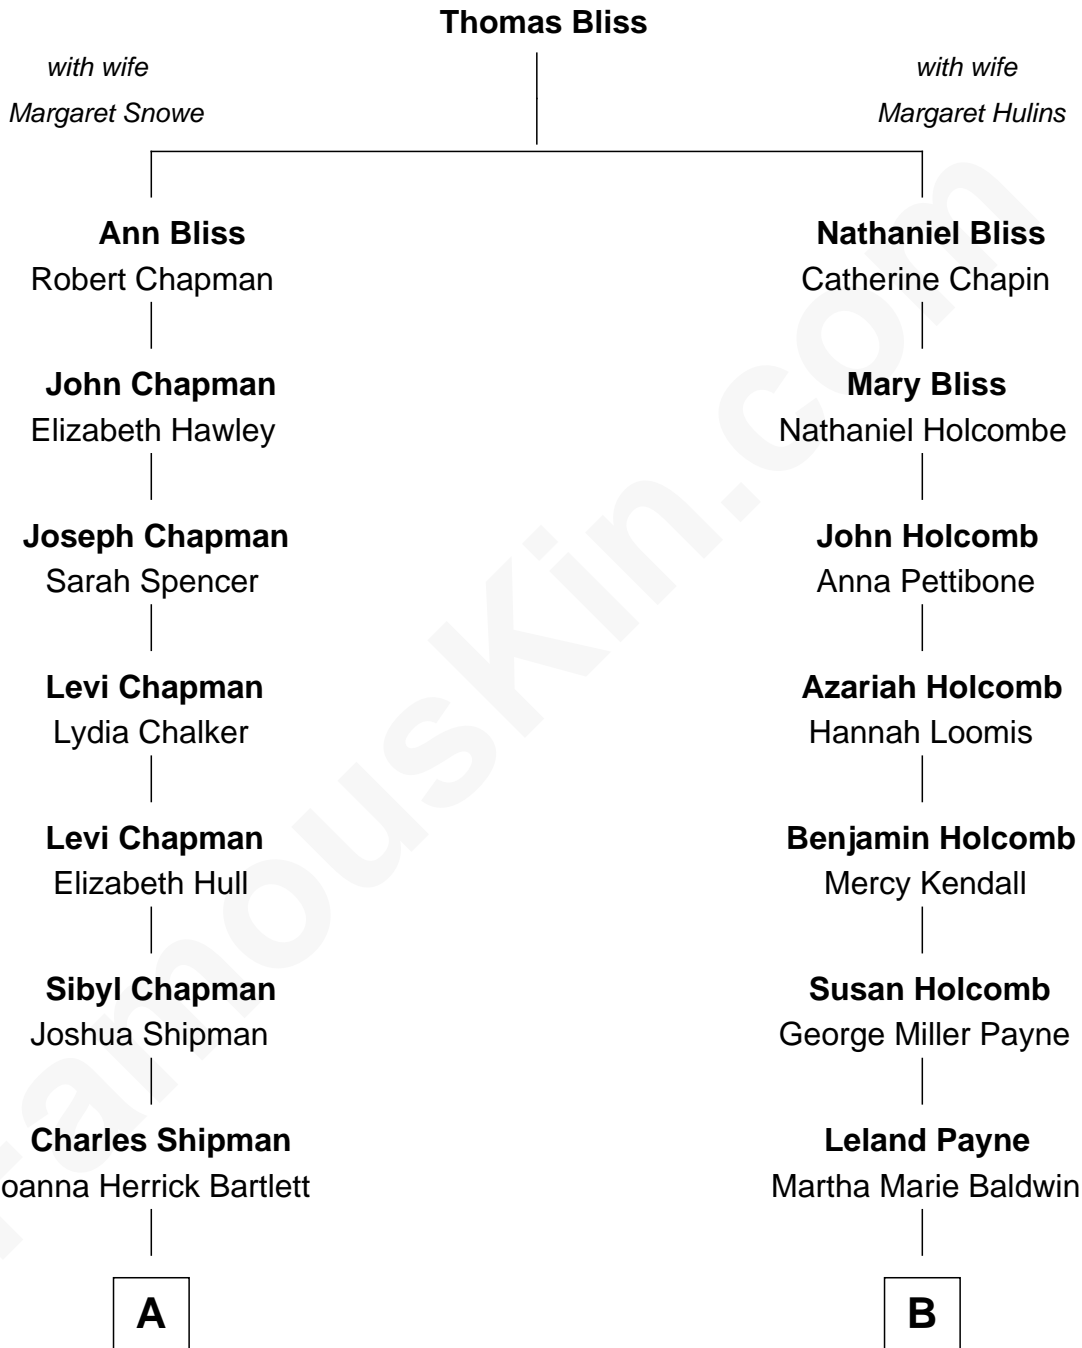 Thomas Bliss
with wife
Margaret Snowe
with wife
Margaret Hulins
Ann Bliss
Robert Chapman
Nathaniel Bliss
Catherine Chapin
John Chapman
Elizabeth Hawley
Mary Bliss
Nathaniel Holcombe
Joseph Chapman
Sarah Spencer
John Holcomb
Anna Pettibone
Levi Chapman
Lydia Chalker
Azariah Holcomb
Hannah Loomis
Levi Chapman
Elizabeth Hull
Benjamin Holcomb
Mercy Kendall
Sibyl Chapman
Joshua Shipman
Susan Holcomb
George Miller Payne
Charles Shipman
oanna Herrick Bartlett
Leland Payne
Martha Marie Baldwin
A
B
famouskin.com